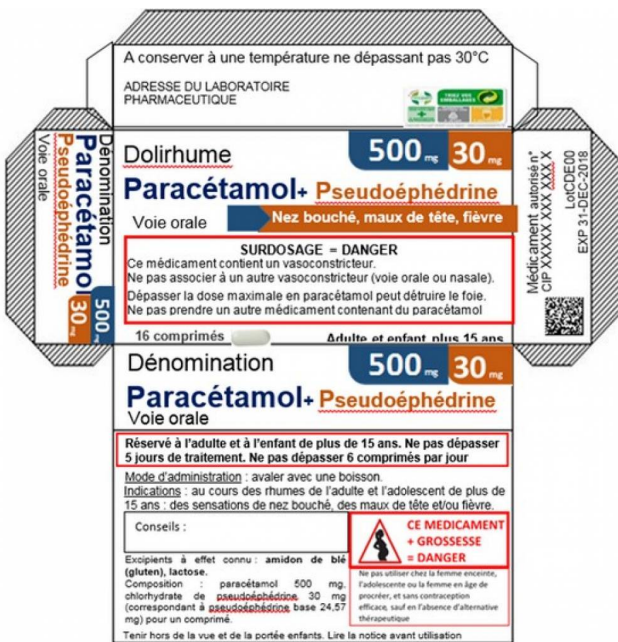 A conserver à une température ne dépassant pas 30°C
ADRESSE DU LABORATOIRE
PHARMACEUTIQUE
TRIEZ VOS
EMBALLAGES
Dénomination
Paracétamol
Pseudoéphédrine
Voie orale
500 mg
30 mg
Dolirhume
500 mg 30 mg
Paracétamol+ Pseudoéphédrine
Voie orale
Nez bouché, maux de tête, fièvre
SURDOSAGE = DANGER
Ce médicament contient un vasoconstricteur.
Ne pas associer à un autre vasoconstricteur (voie orale ou nasale).
Dépasser la dose maximale en paracétamol peut détruire le foie.
Ne pas prendre un autre médicament contenant du paracétamol
16 comprimés
Adulte et enfant plus 15 ans
Médicament autorisé n°
CIP XXXXXX XXX XXX X
LotCDE00
EXP 31-DEC-2018
Dénomination
500 mg 30 mg
Paracétamol+ Pseudoéphédrine
Voie orale
Réservé à l'adulte et à l'enfant de plus de 15 ans. Ne pas dépasser
5 jours de traitement. Ne pas dépasser 6 comprimés par jour
Mode d'administration : avaler avec une boisson.
Indications : au cours des rhumes de l'adulte et l'adolescent de plus de
15 ans : des sensations de nez bouché, des maux de tête et/ou fièvre.
Conseils :
CE MEDICAMENT
+ GROSSESSE
= DANGER
Excipients à effet connu : amidon de blé
(gluten), lactose.
Composition : paracétamol 500 mg,
chlorhydrate de pseudoéphédrine 30 mg
(correspondant à pseudoéphédrine base 24,57
mg) pour un comprimé.
Ne pas utiliser chez la femme enceinte,
l'adolescente ou la femme en âge de
procréer, et sans contraception
efficace, sauf en l'absence d'alternative
thérapeutique
Tenir hors de la vue et de la portée enfants. Lire la notice avant utilisation